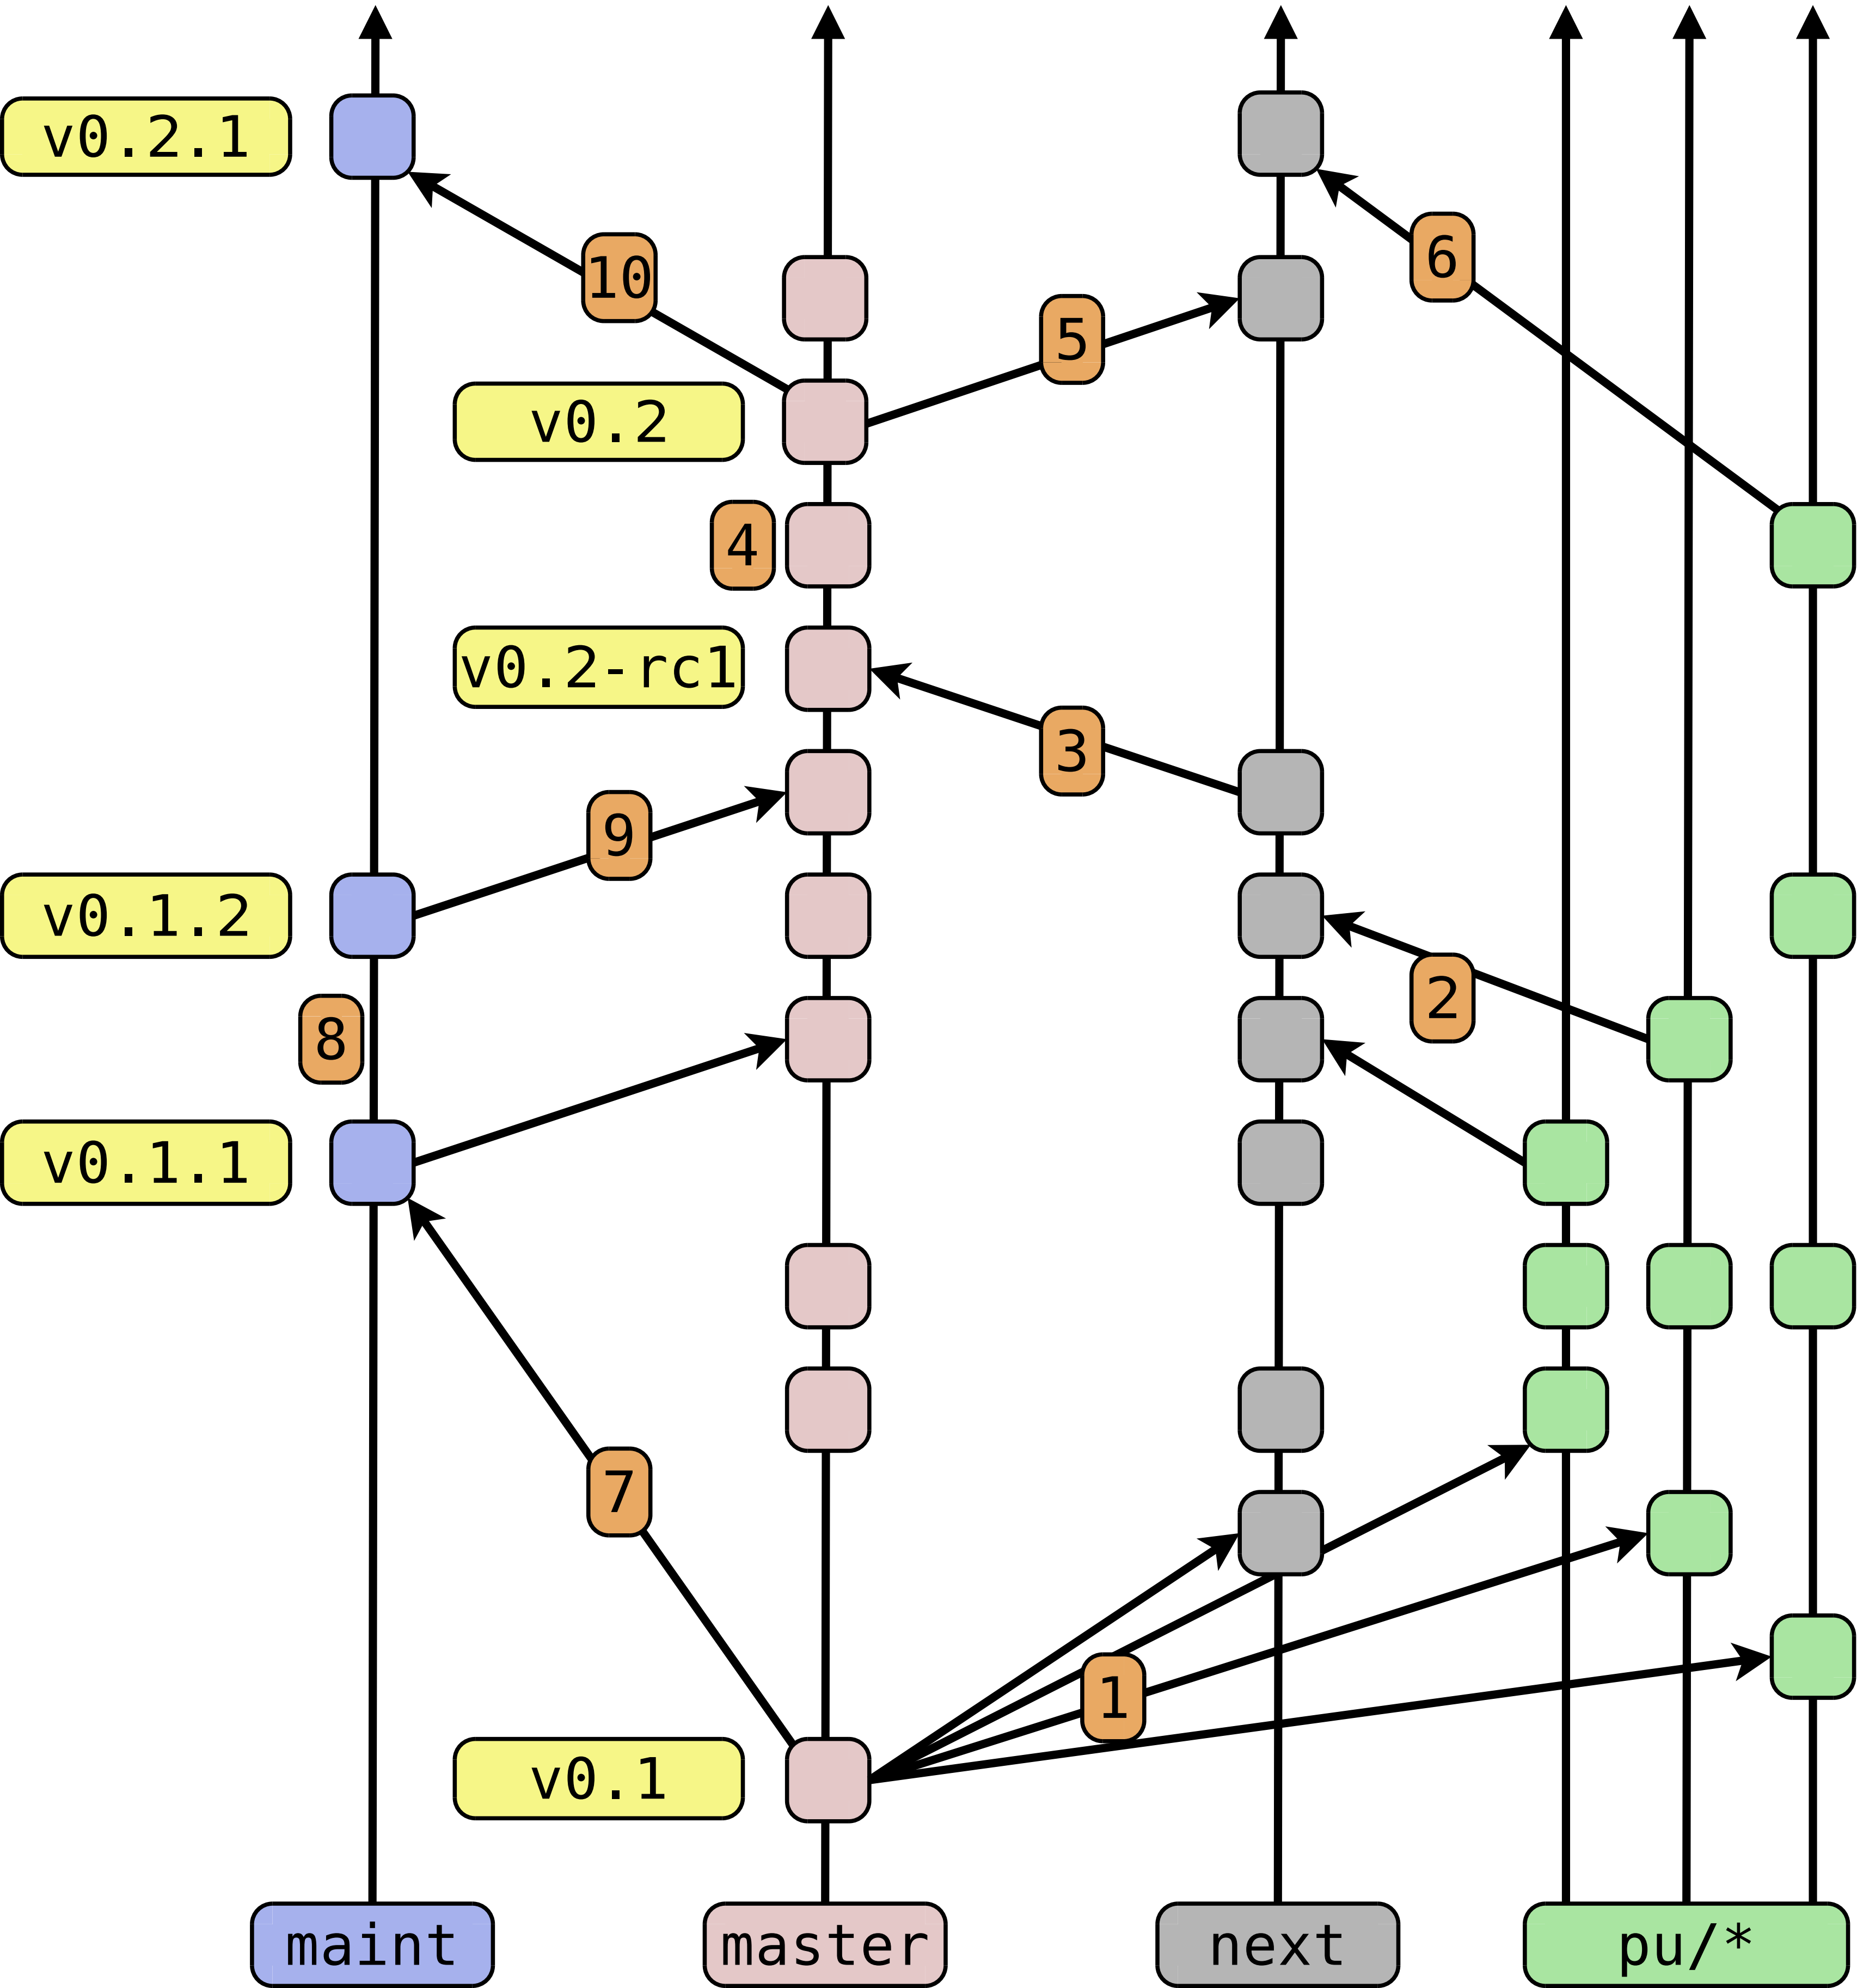 v0.2.1
6
10
5
v0.2
4
v0.2-rc1
3
9
v0.1.2
2
8
v0.1.1
7
1
v0.1
maint
master
next
pu/*